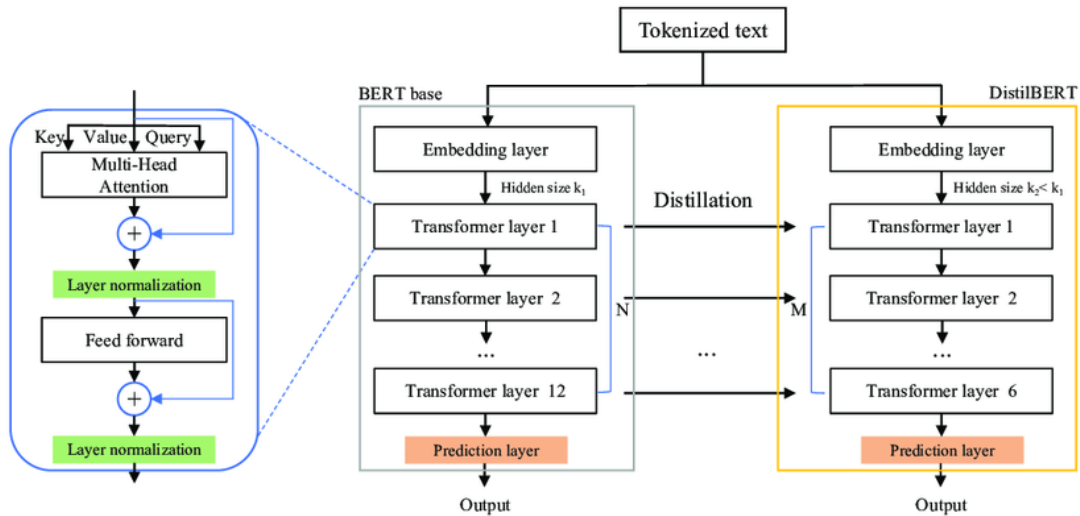 Tokenized text
BERT base
DistilBERT
Key Value Query
Multi-Head
Attention
+
Layer normalization
Feed forward
+
Layer normalization
Embedding layer
Hidden size k₁
Transformer layer 1
Transformer layer 2
...
Transformer layer 12
N
Prediction layer
Output
Distillation
...
Embedding layer
Hidden size k₂< k₁
Transformer layer 1
Transformer layer 2
M
...
Transformer layer 6
Prediction layer
Output